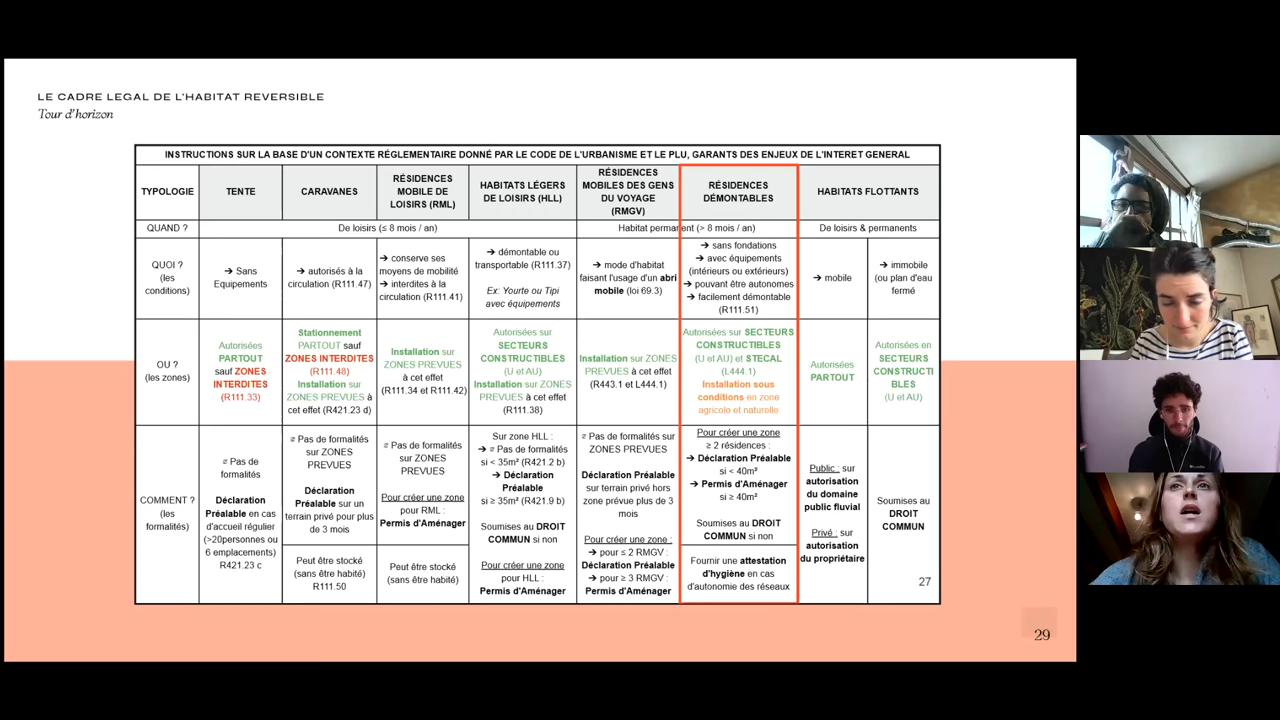 LE CADRE LEGAL DE L'HABITAT REVERSIBLE
Tour d'horizon
INSTRUCTIONS SUR LA BASE D'UN CONTEXTE RÉGLEMENTAIRE DONNÉ PAR LE CODE DE L'URBANISME ET LE PLU, GARANTS DES ENJEUX DE L'INTERET GENERAL
TYPOLOGIE
TENTE
CARAVANES
RÉSIDENCES
MOBILE DE
LOISIRS (RML)
HABITATS LÉGERS
DE LOISIRS (HLL)
RÉSIDENCES
MOBILES DES GENS
DU VOYAGE
(RMGV)
RÉSIDENCES
DÉMONTABLES
HABITATS FLOTTANTS
QUAND ?
De loisirs (≤ 8 mois / an)
Habitat permanent (> 8 mois / an)
De loisirs & permanents
QUOI ?
(les
conditions)
➔ Sans
Equipements
➔ autorisés à la
circulation (R111.47)
➔ conserve ses
moyens de mobilité
➔ interdites à la
circulation (R111.41)
➔ démontable ou
transportable (R111.37)
Ex: Yourte ou Tipi
avec équipements
➔ mode d'habitat
faisant l'usage d'un abri
mobile (loi 69.3)
➔ sans fondations
➔ avec équipements
(intérieurs ou extérieurs)
➔ pouvant être autonomes
➔ facilement démontable
(R111.51)
➔ mobile
➔ immobile
(ou plan d'eau
fermé
OU ?
(les zones)
Autorisées
PARTOUT
sauf ZONES
INTERDITES
(R111.33)
Stationnement
PARTOUT sauf
ZONES INTERDITES
(R111.48)
Installation sur
ZONES PREVUES à
cet effet (R421.23 d)
Installation sur
ZONES PREVUES
à cet effet
(R111.34 et R111.42)
Autorisées sur
SECTEURS
CONSTRUCTIBLES
(U et AU)
Installation sur ZONES
PREVUES à cet effet
(R111.38)
Installation sur ZONES
PREVUES à cet effet
(R443.1 et L444.1)
Autorisées sur SECTEURS
CONSTRUCTIBLES
(U et AU) et STECAL
(L444.1)
Installation sous
conditions en zone
agricole et naturelle
Autorisées
PARTOUT
Autorisées en
SECTEURS
CONSTRUCTI
BLES
(U et AU)
COMMENT ?
(les
formalités)
Pas de
formalités
Déclaration
Préalable en cas
d'accueil régulier
(>20personnes ou
6 emplacements)
R421.23 c
Pas de formalités
sur ZONES
PREVUES
Déclaration
Préalable sur un
terrain privé pour plus
de 3 mois
Peut être stocké
(sans être habité)
R111.50
Pas de formalités
sur ZONES
PREVUES
Pour créer une zone
pour RML :
Permis d'Aménager
Peut être stocké
(sans être habité)
Sur zone HLL :
➔ Pas de formalités
si < 35m² (R421.2 b)
➔ Déclaration
Préalable
si ≥ 35m² (R421.9 b)
Soumises au DROIT
COMMUN si non
Pour créer une zone
pour HLL :
Permis d'Aménager
Pas de formalités sur
ZONES PREVUES
Déclaration Préalable
sur terrain privé hors
zone prévue plus de 3
mois
Pour créer une zone :
➔ pour ≤ 2 RMGV :
Déclaration Préalable
➔ pour ≥ 3 RMGV :
Permis d'Aménager
Pour créer une zone
≥ 2 résidences :
➔ Déclaration Préalable
si < 40m²
➔ Permis d'Aménager
si ≥ 40m²
Soumises au DROIT
COMMUN si non
Fournir une attestation
d'hygiène en cas
d'autonomie des réseaux
Public : sur
autorisation
du domaine
public fluvial
Privé : sur
autorisation
du propriétaire
Soumises au
DROIT
COMMUN
27
29